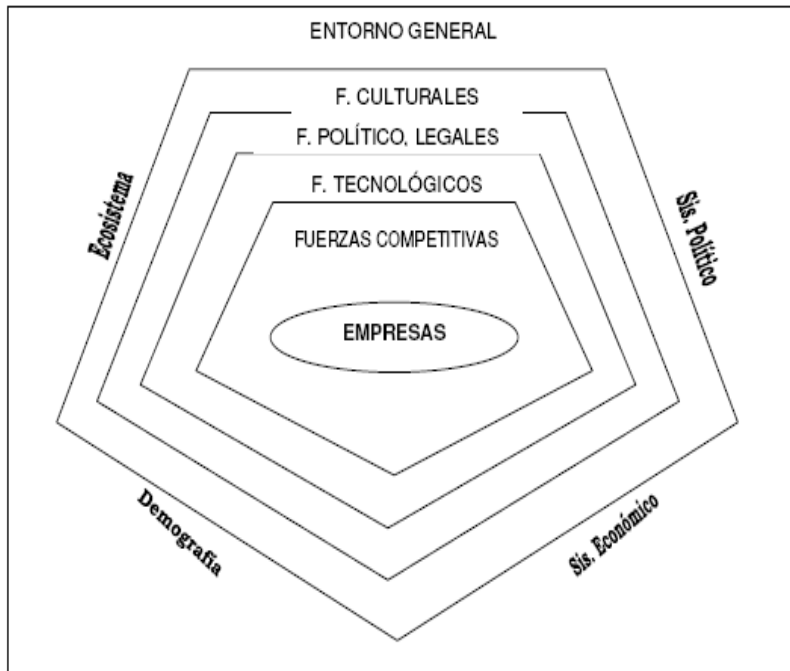 ENTORNO GENERAL
F. CULTURALES
F. POLÍTICO, LEGALES
F. TECNOLÓGICOS
FUERZAS COMPETITIVAS
EMPRESAS
Ecosistema
Sis. Político
Demografía
Sis. Económico